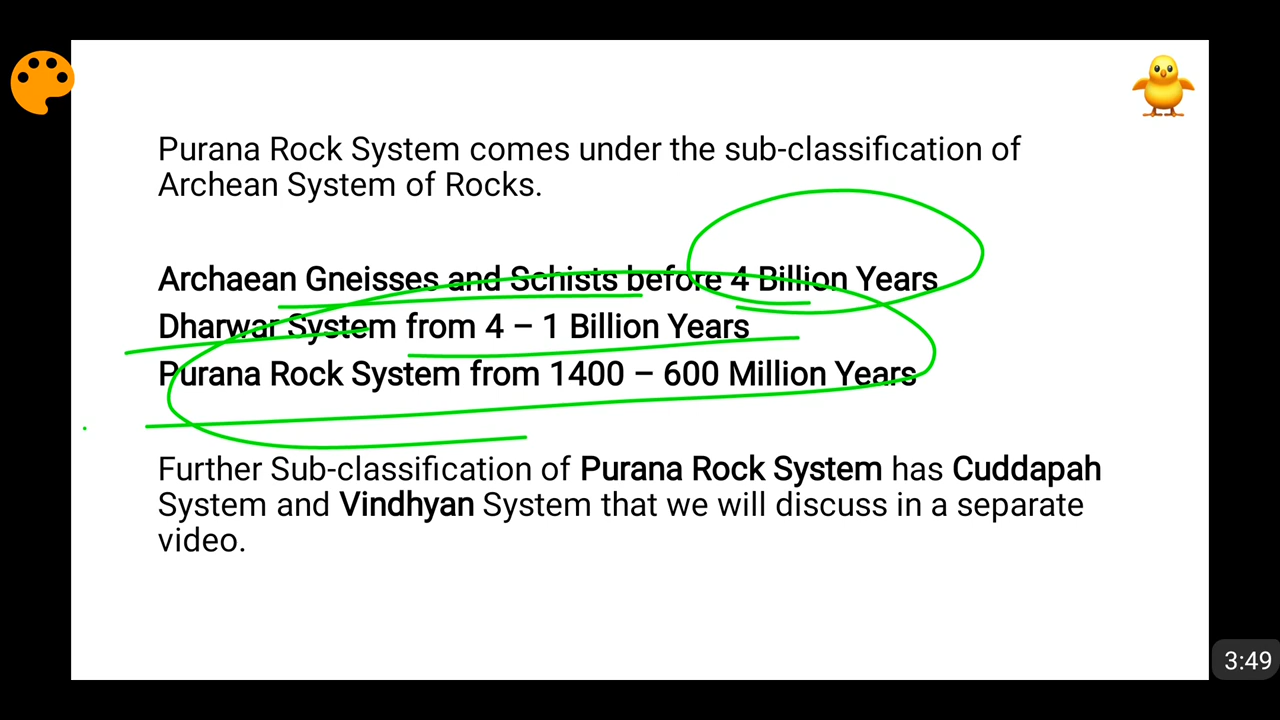 Purana Rock System comes under the sub-classification of
Archean System of Rocks.
Archaean Gneisses and Schists before 4 Billion Years
Dharwar System from 4 – 1 Billion Years
Purana Rock System from 1400 – 600 Million Years
Further Sub-classification of Purana Rock System has Cuddapah
System and Vindhyan System that we will discuss in a separate
video.
3:49